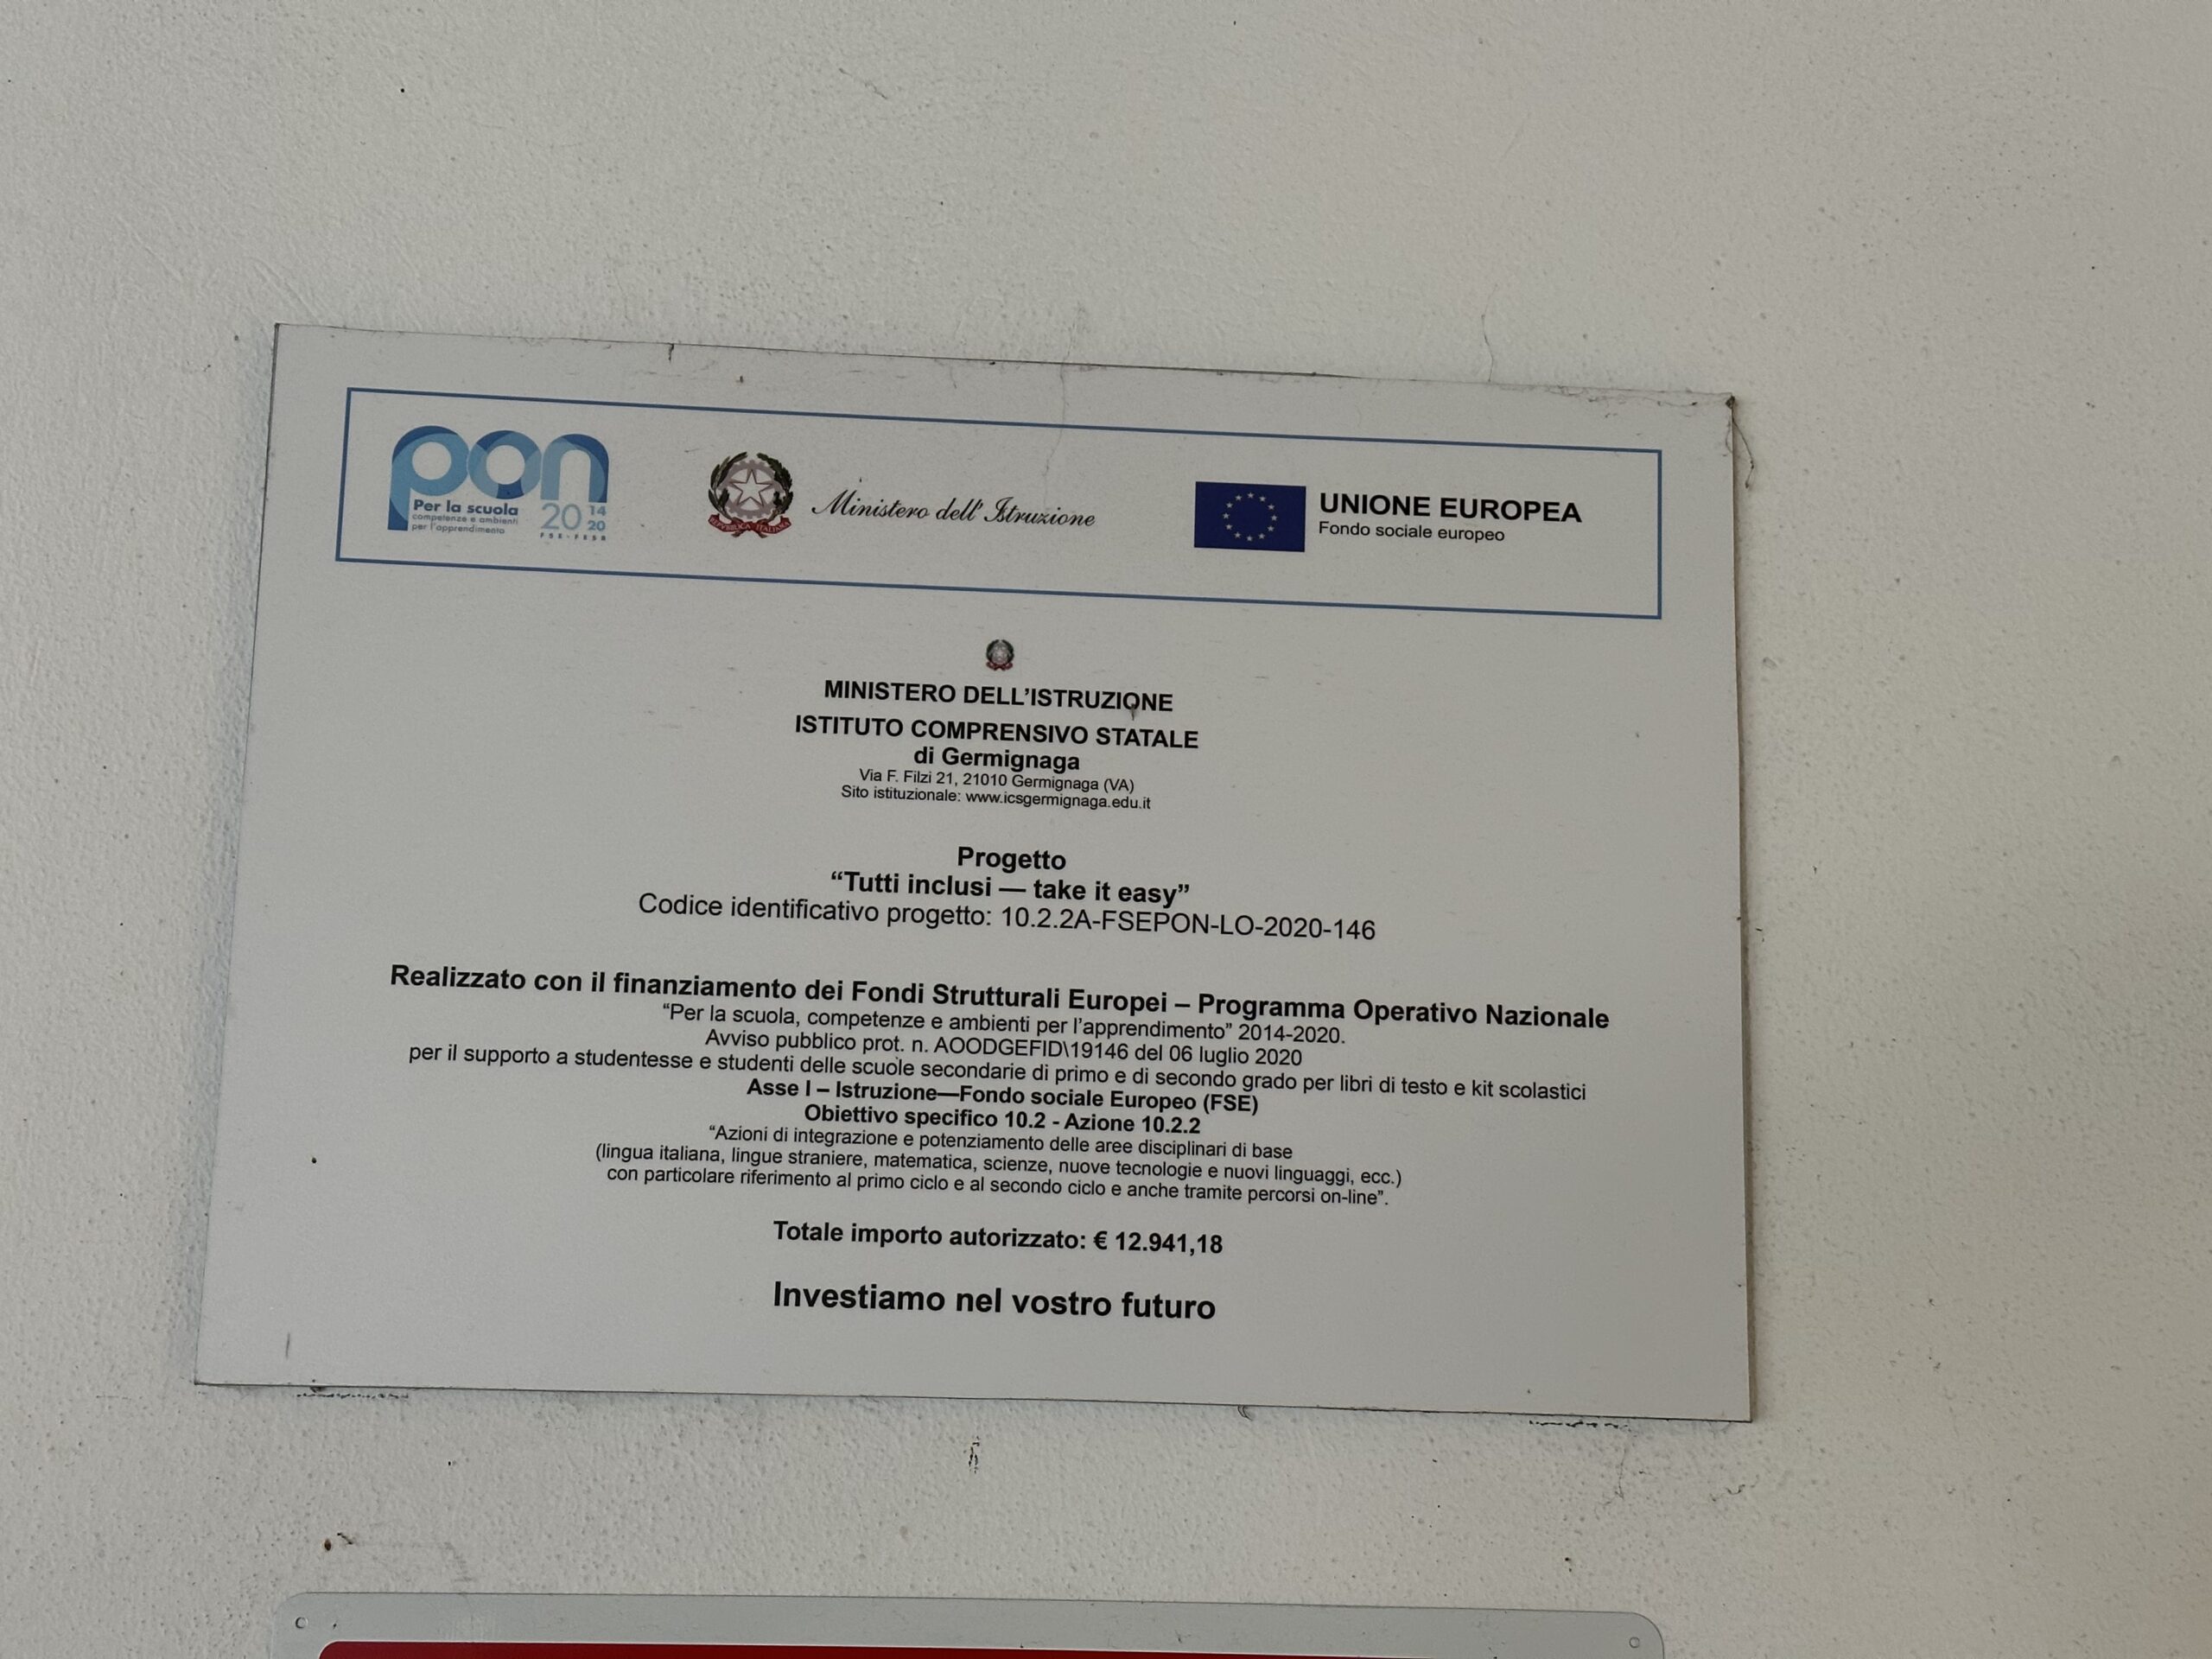 pon
Per la scuola
competenze e ambienti
per l'apprendimento
2014
20
FSE-FESR
REPVBBLICA ITALIANA
Ministero dell'Istruzione
UNIONE EUROPEA
Fondo sociale europeo
MINISTERO DELL'ISTRUZIONE
ISTITUTO COMPRENSIVO STATALE
di Germignaga
Via F. Filzi 21, 21010 Germignaga (VA)
Sito istituzionale: www.icsgermignaga.edu.it
Progetto
“Tutti inclusi — take it easy”
Codice identificativo progetto: 10.2.2A-FSEPON-LO-2020-146
Realizzato con il finanziamento dei Fondi Strutturali Europei – Programma Operativo Nazionale
“Per la scuola, competenze e ambienti per l’apprendimento” 2014-2020.
Avviso pubblico prot. n. AOODGEFID\19146 del 06 luglio 2020
per il supporto a studentesse e studenti delle scuole secondarie di primo e di secondo grado per libri di testo e kit scolastici
Asse I – Istruzione—Fondo sociale Europeo (FSE)
Obiettivo specifico 10.2 - Azione 10.2.2
“Azioni di integrazione e potenziamento delle aree disciplinari di base
(lingua italiana, lingue straniere, matematica, scienze, nuove tecnologie e nuovi linguaggi, ecc.)
con particolare riferimento al primo ciclo e al secondo ciclo e anche tramite percorsi on-line”.
Totale importo autorizzato: € 12.941,18
Investiamo nel vostro futuro